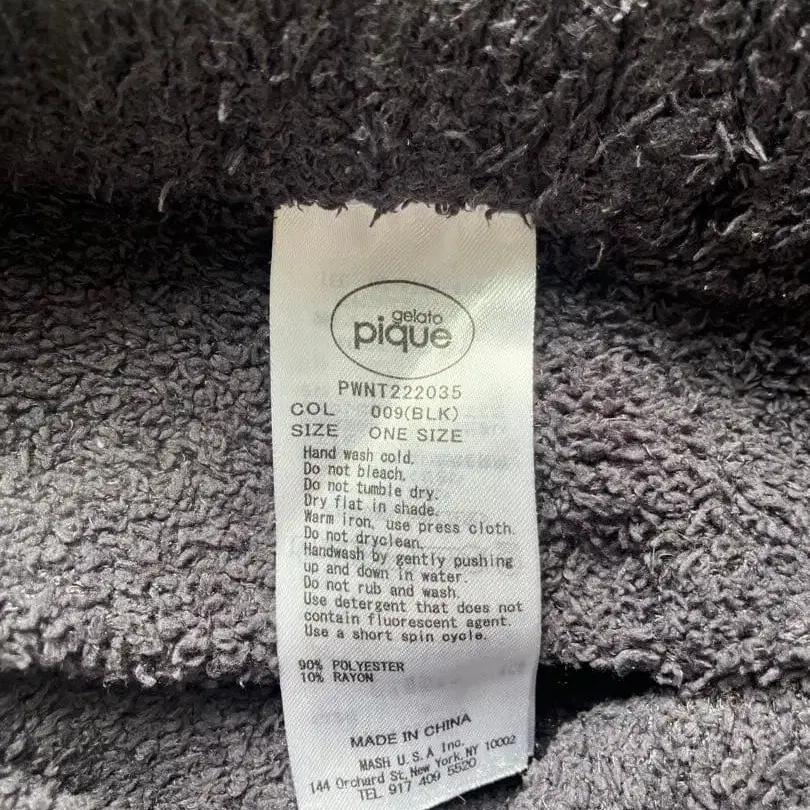 gelato
pique
PWNT222035
COL 009(BLK)
SIZE ONE SIZE
Hand wash cold.
Do not bleach.
Do not tumble dry.
Dry flat in shade.
Warm iron, use press cloth.
Do not dryclean.
Handwash by gently pushing
up and down in water.
Do not rub and wash.
Use detergent that does not
contain fluorescent agent.
Use a short spin cycle.
90% POLYESTER
10% RAYON
MADE IN CHINA
MASH U.S.A Inc.
144 Orchard St, New York, NY 10002
TEL 917 409 5520